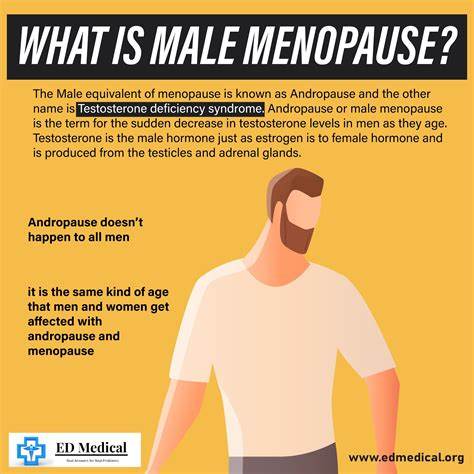 WHAT IS MALE MENOPAUSE?
The Male equivalent of menopause is known as Andropause and the other
name is Testosterone deficiency syndrome. Andropause or male menopause
is the term for the sudden decrease in testosterone levels in men as they age.
Testosterone is the male hormone just as estrogen is to female hormone and
is produced from the testicles and adrenal glands.
Andropause doesn't
happen to all men
it is the same kind of age
that men and women get
affected with
andropause and
menopause
ED Medical
www.edmedical.org